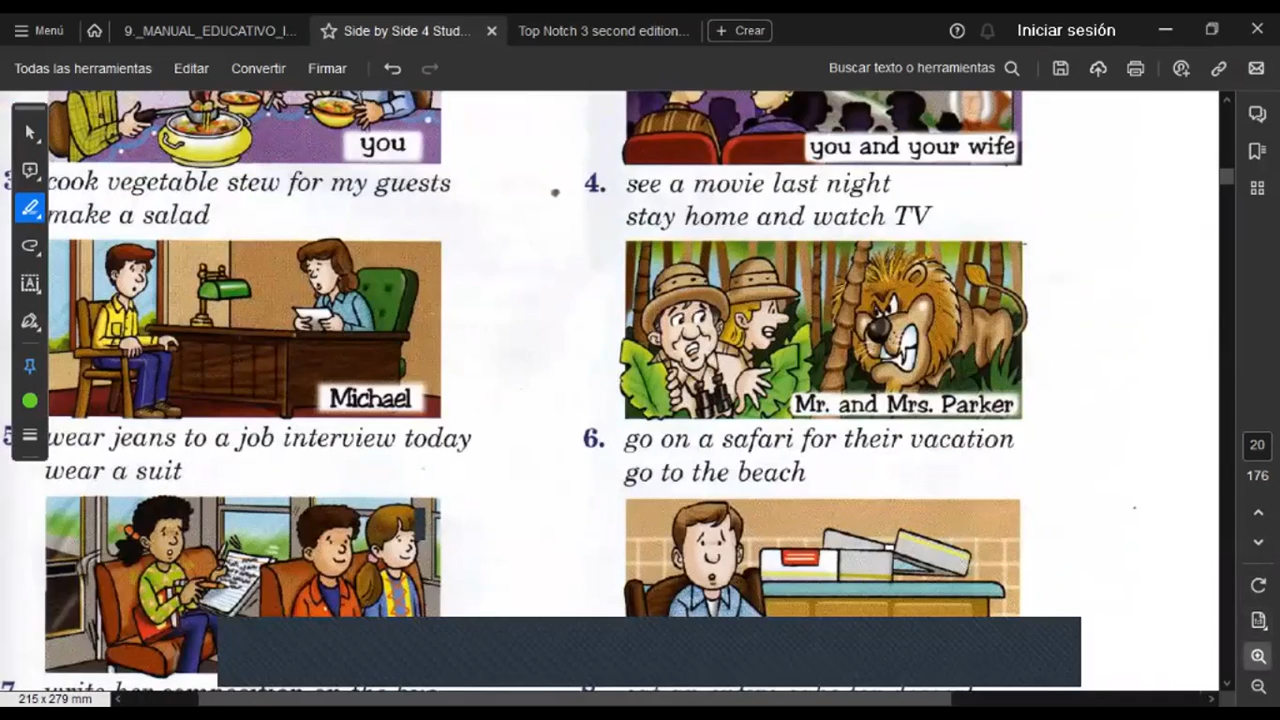 Menú
9._MANUAL_EDUCATIVO_I...
Side by Side 4 Stud...
Top Notch 3 second edition...
Crear
Iniciar sesión
Todas las herramientas
Editar
Convertir
Firmar
Buscar texto o herramientas
you
you and your wife
cook vegetable stew for my guests
make a salad
4. see a movie last night
stay home and watch TV
Michael
Mr. and Mrs. Parker
wear jeans to a job interview today
wear a suit
6. go on a safari for their vacation
go to the beach
20
176
215 x 279 mm